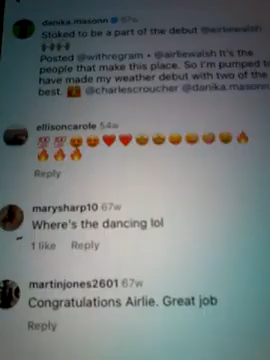 danika.masonn 67w
Stoked to be a part of the debut @airliewalsh
Posted @withregram • @airliewalsh It's the
people that make this place. So I'm pumped to
have made my weather debut with two of the
best. @charlescroucher @danika.masonn
ellisoncarole 54w
Reply
marysharp10 67w
Where's the dancing lol
1 like Reply
martinjones2601 67w
Congratulations Airlie. Great job
Reply